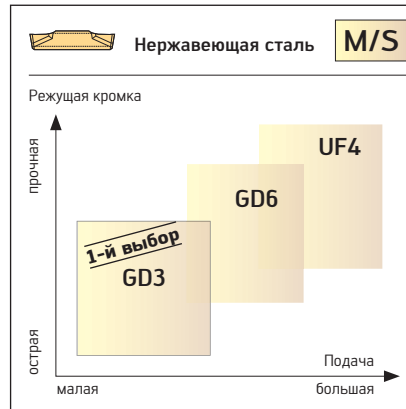 Нержавеющая сталь
M/S
Режущая кромка
прочная
UF4
GD6
1-й выбор
GD3
острая
Подача
малая
большая